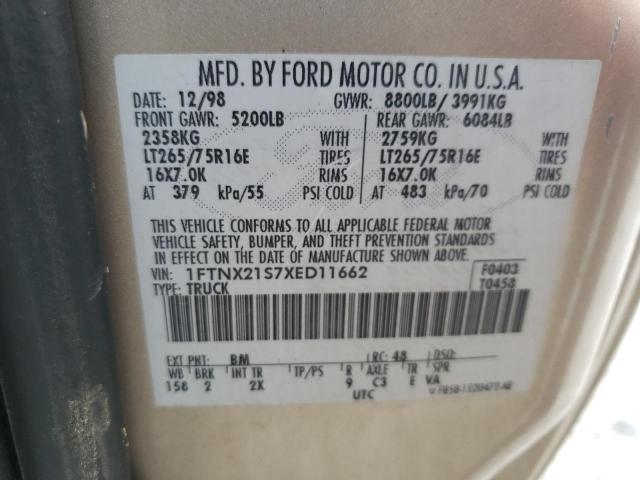 MFD. BY FORD MOTOR CO. IN U.S.A.
DATE: 12/98 GVWR: 8800LB/ 3991KG
FRONT GAWR: 5200LB REAR GAWR: 6084LB
2358KG WITH 2759KG WITH
LT265/75R16E TIRES LT265/75R16E TIRES
16X7.0K RIMS 16X7.0K RIMS
AT 379 kPa/55 PSI COLD AT 483 kPa/70 PSI COLD
THIS VEHICLE CONFORMS TO ALL APPLICABLE FEDERAL MOTOR
VEHICLE SAFETY, BUMPER, AND THEFT PREVENTION STANDARDS
IN EFFECT ON THE DATE OF MANUFACTURE SHOWN ABOVE.
VIN: 1FTNX21S7XED11662 F0403
TYPE: TRUCK T0458
EXT PNT: BM RC: 48 DSO:
WB BRK INT TR TP/PS R AXLE TR SPR
158 2 2X 9 C3 E VA
UTC